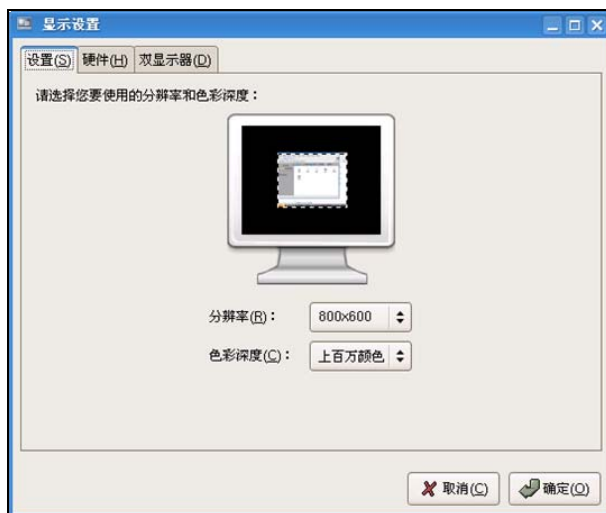 显示设置
设置(S) 硬件(H) 双显示器(D)
请选择您要使用的分辨率和色彩深度：
分辨率(R)： 800x600
色彩深度(C)： 上百万颜色
取消(C) 确定(O)